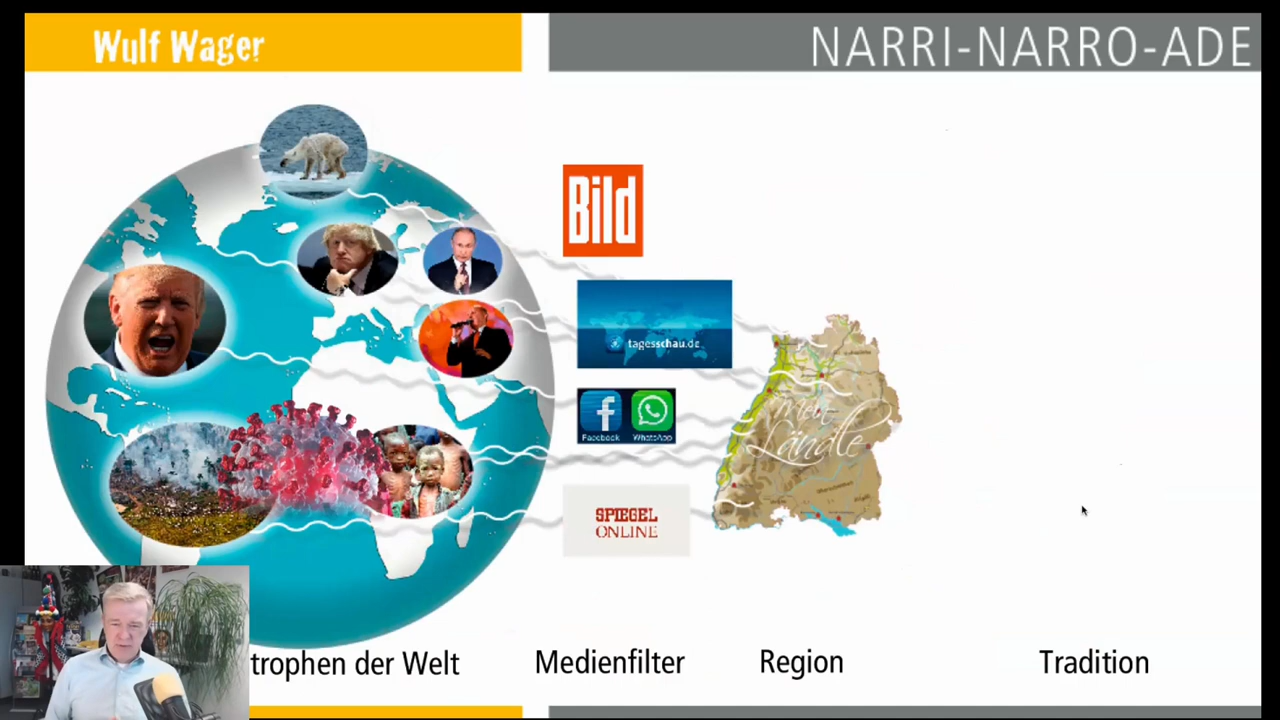 Wulf Wager
NARRI-NARRO-ADE
Bild
tagesschau.de
Facebook
WhatsApp
Mein
Ländle
SPIEGEL
ONLINE
trophen der Welt
Medienfilter
Region
Tradition